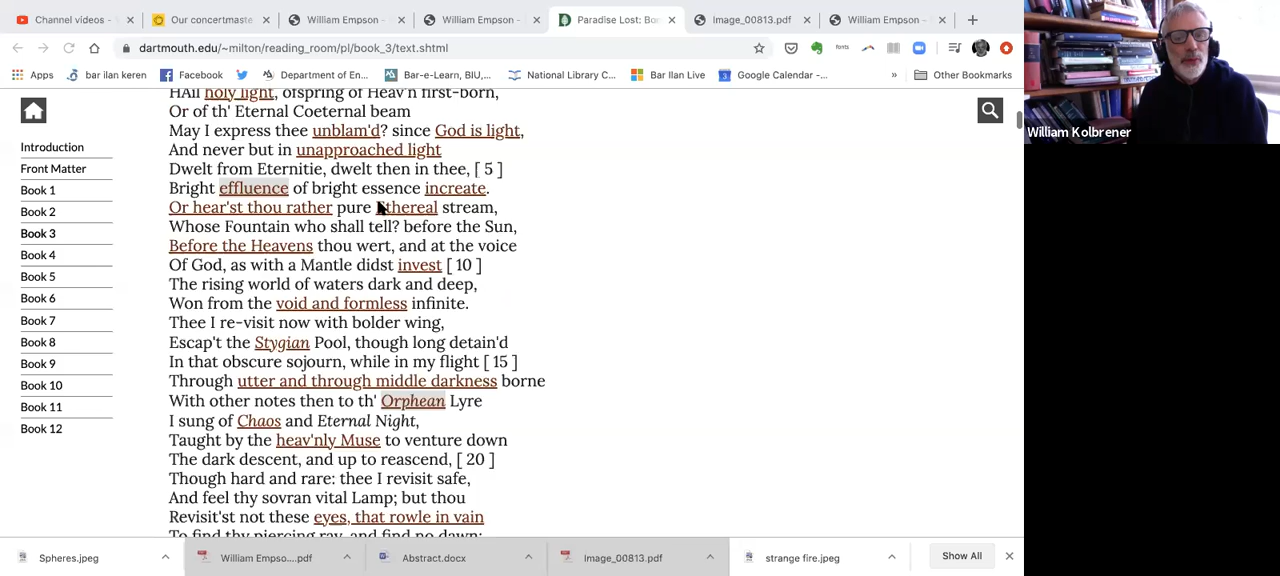 Channel videos -
Our concertmaste
William Empson -
William Empson -
Paradise Lost: Bo
Image_00813.pdf
William Empson -
dartmouth.edu/~milton/reading_room/pl/book_3/text.shtml
fonts
Apps
bar ilan keren
Facebook
Department of En...
Bar-e-Learn, BIU,...
National Library C...
Bar Ilan Live
Google Calendar -...
»
Other Bookmarks
Introduction
Front Matter
Book 1
Book 2
Book 3
Book 4
Book 5
Book 6
Book 7
Book 8
Book 9
Book 10
Book 11
Book 12
HAil holy light, ofspring of Heav'n first-born,
Or of th' Eternal Coeternal beam
May I express thee unblam'd? since God is light,
And never but in unapproached light
Dwelt from Eternitie, dwelt then in thee, [ 5 ]
Bright effluence of bright essence increate.
Or hear'st thou rather pure Ethereal stream,
Whose Fountain who shall tell? before the Sun,
Before the Heavens thou wert, and at the voice
Of God, as with a Mantle didst invest [ 10 ]
The rising world of waters dark and deep,
Won from the void and formless infinite.
Thee I re-visit now with bolder wing,
Escap't the Stygian Pool, though long detain'd
In that obscure sojourn, while in my flight [ 15 ]
Through utter and through middle darkness borne
With other notes then to th' Orphean Lyre
I sung of Chaos and Eternal Night,
Taught by the heav'nly Muse to venture down
The dark descent, and up to reascend, [ 20 ]
Though hard and rare: thee I revisit safe,
And feel thy sovran vital Lamp; but thou
Revisit'st not these eyes, that rowle in vain
To find thy piercing ray, and find no dawn;
William Kolbrener
Spheres.jpeg
William Empso....pdf
Abstract.docx
Image_00813.pdf
strange fire.jpeg
Show All